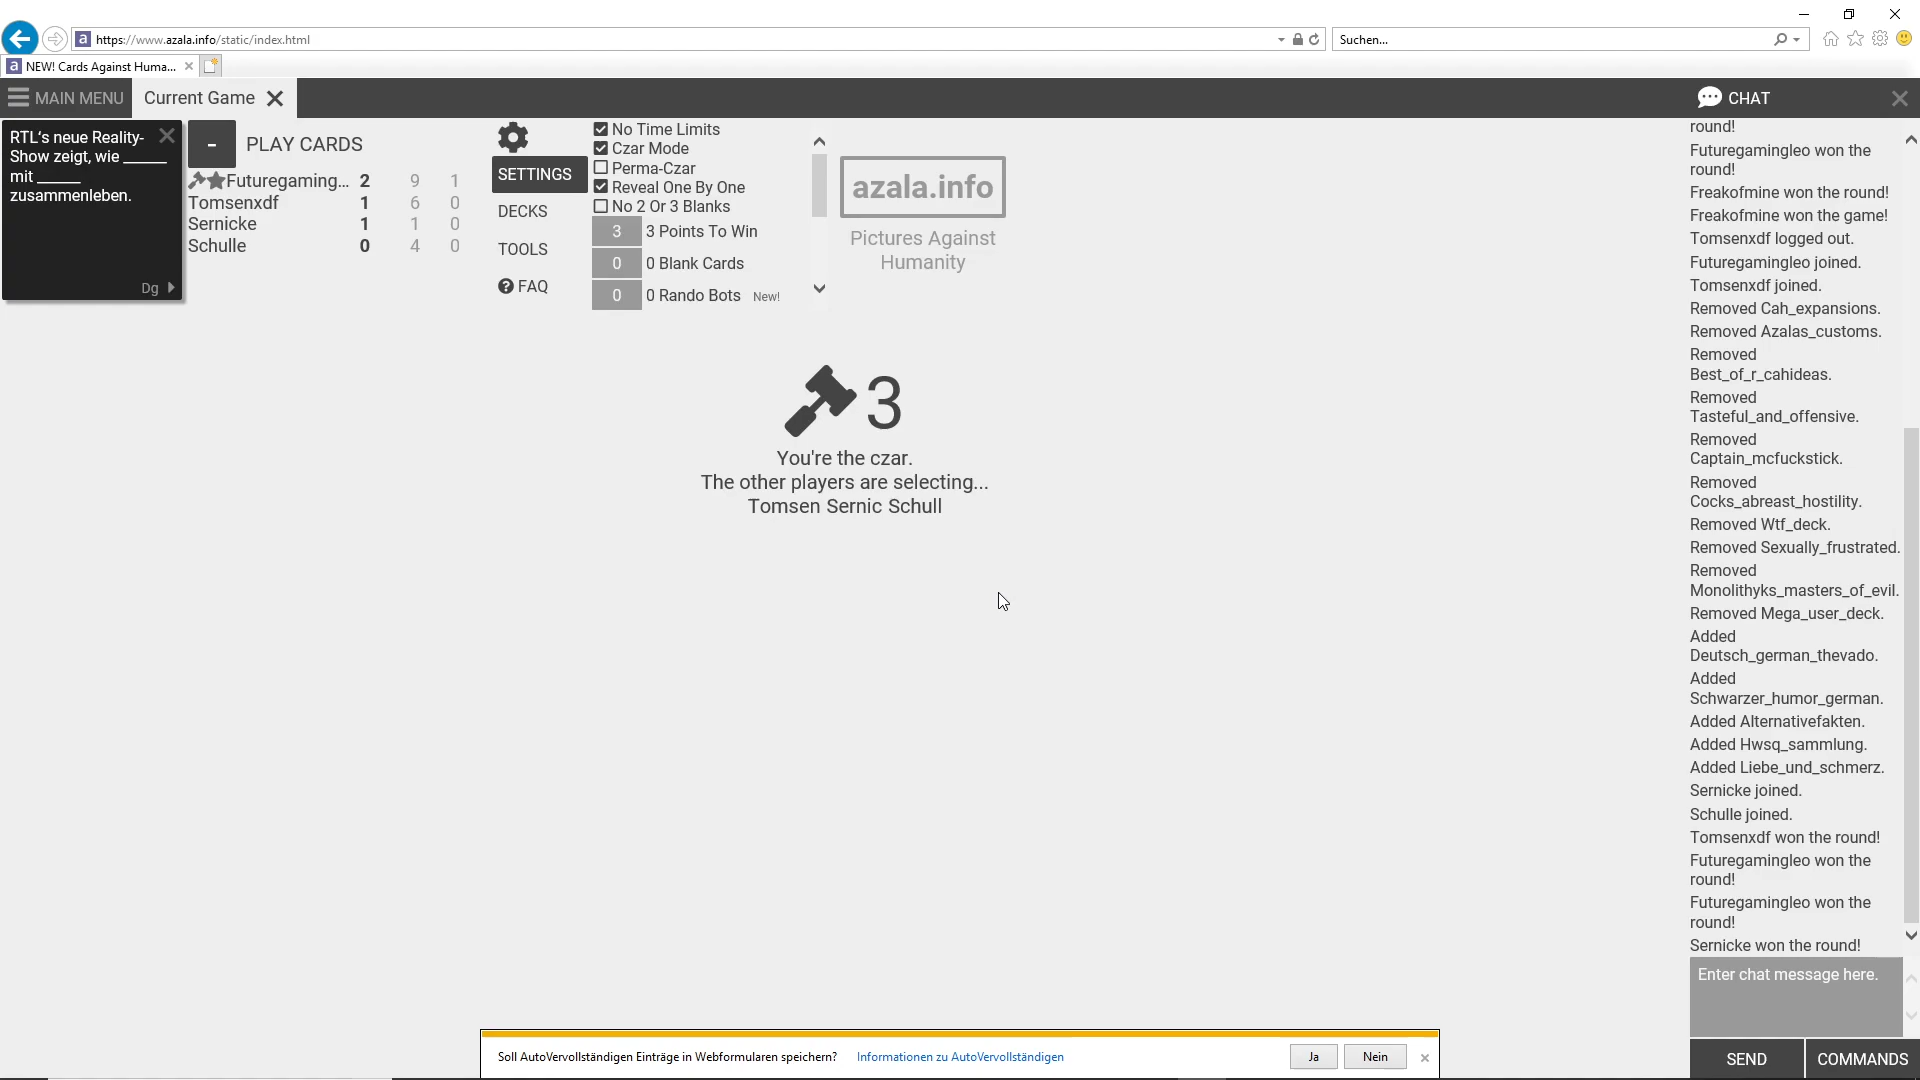 https://www.azala.info/static/index.html
Suchen...
NEW! Cards Against Huma...
MAIN MENU
Current Game
CHAT
RTL's neue Reality-
Show zeigt, wie ______
mit _____
zusammenleben.
Dg
-
PLAY CARDS
Futuregaming... 2 9 1
Tomsenxdf 1 6 0
Sernicke 1 1 0
Schulle 0 4 0
SETTINGS
DECKS
TOOLS
FAQ
No Time Limits
Czar Mode
Perma-Czar
Reveal One By One
No 2 Or 3 Blanks
3 3 Points To Win
0 0 Blank Cards
0 0 Rando Bots New!
azala.info
Pictures Against
Humanity
3
You're the czar.
The other players are selecting...
Tomsen Sernic Schull
round!
Futuregamingleo won the
round!
Freakofmine won the round!
Freakofmine won the game!
Tomsenxdf logged out.
Futuregamingleo joined.
Tomsenxdf joined.
Removed Cah_expansions.
Removed Azalas_customs.
Removed
Best_of_r_cahideas.
Removed
Tasteful_and_offensive.
Removed
Captain_mcfuckstick.
Removed
Cocks_abreast_hostility.
Removed Wtf_deck.
Removed Sexually_frustrated.
Removed
Monolithyks_masters_of_evil.
Removed Mega_user_deck.
Added
Deutsch_german_thevado.
Added
Schwarzer_humor_german.
Added Alternativefakten.
Added Hwsq_sammlung.
Added Liebe_und_schmerz.
Sernicke joined.
Schulle joined.
Tomsenxdf won the round!
Futuregamingleo won the
round!
Futuregamingleo won the
round!
Sernicke won the round!
Enter chat message here.
SEND
COMMANDS
Soll AutoVervollständigen Einträge in Webformularen speichern?
Informationen zu AutoVervollständigen
Ja
Nein